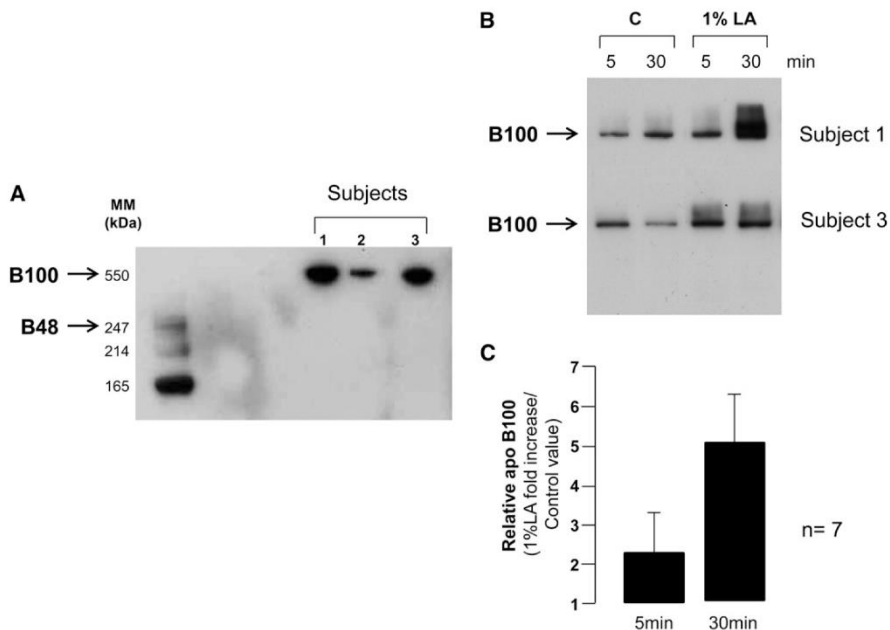 A
MM
(kDa)
Subjects
1 2 3
B100 → 550
B48 → 247
214
165
B
C 1% LA
5 30 5 30 min
B100 → Subject 1
B100 → Subject 3
C
Relative apo B100
(1%LA fold increase/
Control value)
7
6
5
4
3
2
1
5min 30min
n= 7